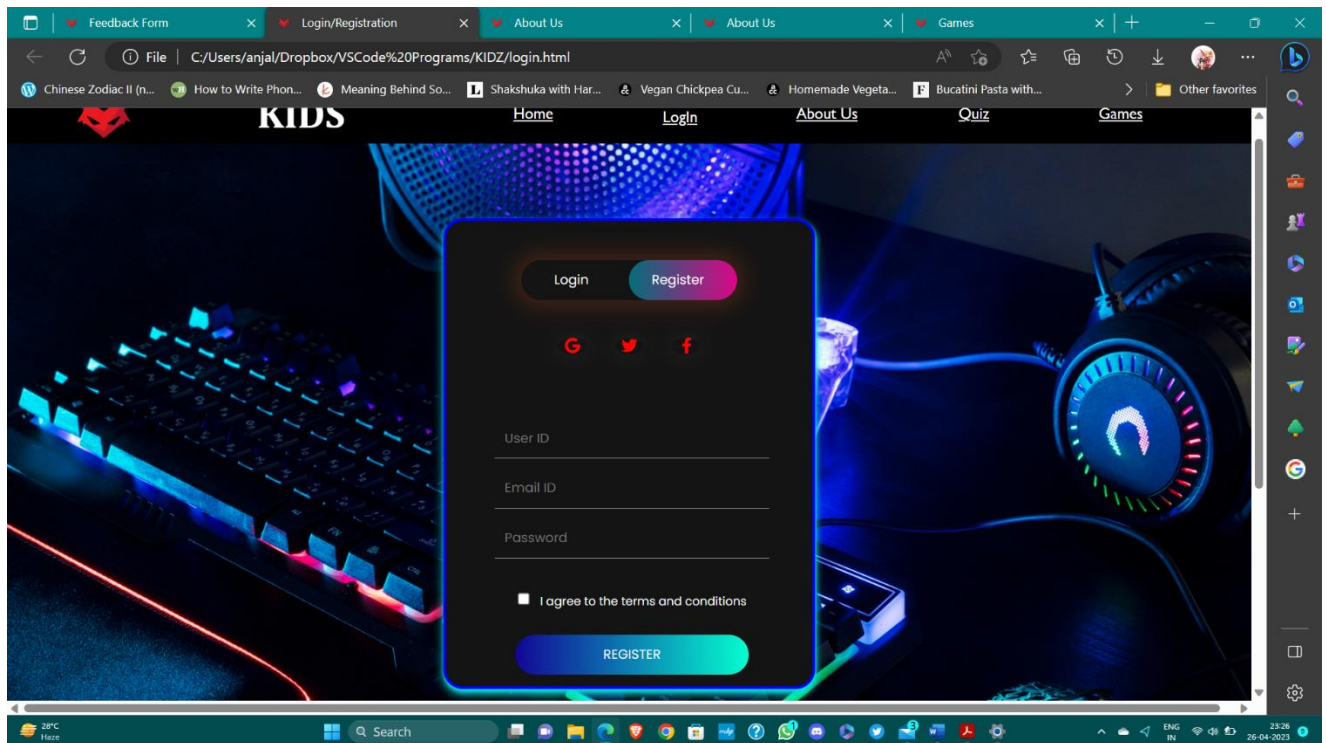 Feedback Form
Login/Registration
About Us
About Us
Games
File
C:/Users/anjal/Dropbox/VSCode%20Programs/KIDZ/login.html
Chinese Zodiac II (n...
How to Write Phon...
Meaning Behind So...
Shakshuka with Har...
Vegan Chickpea Cu...
Homemade Vegeta...
Bucatini Pasta with...
Other favorites
KIDS
Home
LogIn
About Us
Quiz
Games
Login
Register
User ID
Email ID
Password
I agree to the terms and conditions
REGISTER
28°C
Haze
Search
ENG
IN
23:26
26-04-2023